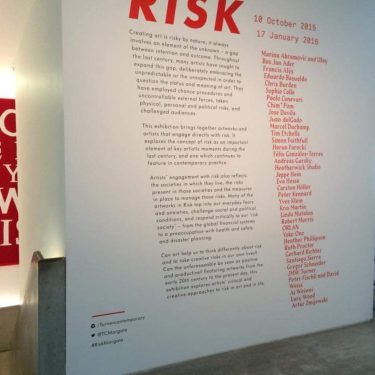 RISK
10 October 2015
17 January 2016
Creating art is risky by nature; it always
involves an element of the unknown – a gap
between intention and outcome. Throughout
the last century, many artists have sought to
expand this gap, deliberately embracing the
unpredictable or the unexpected in order to
question the status and meaning of art. They
have employed chance procedures and
uncontrollable external forces, taken
physical, personal and political risks, and
challenged audiences.
This exhibition brings together artworks and
artists that engage directly with risk. It
explores the concept of risk as an important
element of key artistic moments during the
last century, and one which continues to
feature in contemporary practice.
Artists' engagement with risk also reflects
the societies in which they live, the risks
present in those societies and the measures
in place to manage those risks. Many of the
artworks in Risk tap into our everyday fears
and anxieties, challenge social and political
conditions, and respond critically to our 'risk
society' – from the global financial systems
to a preoccupation with health and safety
and disaster planning.
Can art help us to think differently about risk
and to take creative risks in our own lives?
Can the unforeseeable be seen as positive
and productive? Featuring artworks from the
early 20th century to the present day, this
exhibition explores artists' critical and
creative approaches to risk in art and in life.
Marina Abramovic and Ulay
Bas Jan Ader
Francis Alÿs
Eduardo Basualdo
Chris Burden
Sophie Calle
Paolo Canevari
Chim↑Pom
Jose Dávila
Juan delGado
Marcel Duchamp
Tim Etchells
Simon Faithfull
Harun Farocki
Félix González-Torres
Andreas Gursky
Heatherwick Studio
Jeppe Hein
Eva Hesse
Carsten Höller
Peter Kennard
Yves Klein
Kris Martin
Robert Morris
ORLAN
Yoko Ono
Heather Phillipson
Ruth Proctor
Gerhard Richter
Santiago Sierra
Gregor Schneider
JMW Turner
Peter Fischli and David
Weiss
Ai Weiwei
Lucy Wood
Artur Żmijewski
/Turnercontemporary
@TCMargate
#RiskMargate